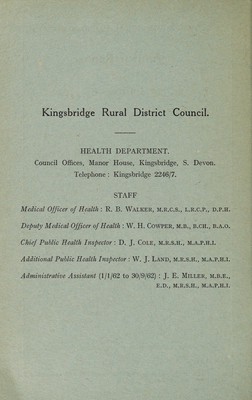 Kingsbridge Rural District Council.
HEALTH DEPARTMENT.
Council Offices, Manor House, Kingsbridge, S. Devon.
Telephone : Kingsbridge 2246/7.
STAFF
Medical Officer of Health : R. B. WALKER, M.R.C.S., L.R.C.P., D.P.H.
Deputy Medical Officer of Health : W. H. COWPER, M.B., B.CH., B.A.O.
Chief Public Health Inspector : D. J. COLE, M.R.S.H., M.A.P.H.I.
Additional Public Health Inspector : W. J. LAND, M.R.S.H., M.A.P.H.I.
Administrative Assistant (1/1/62 to 30/9/62) : J. E. MILLER, M.B.E.,
E.D., M.R.S.H., M.A.P.H.I.